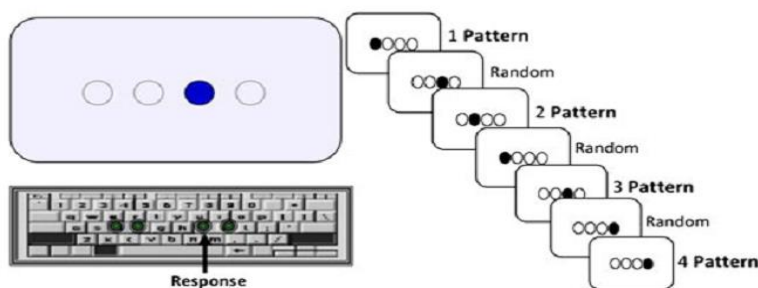 1 Pattern
Random
2 Pattern
Random
3 Pattern
Random
4 Pattern
Response